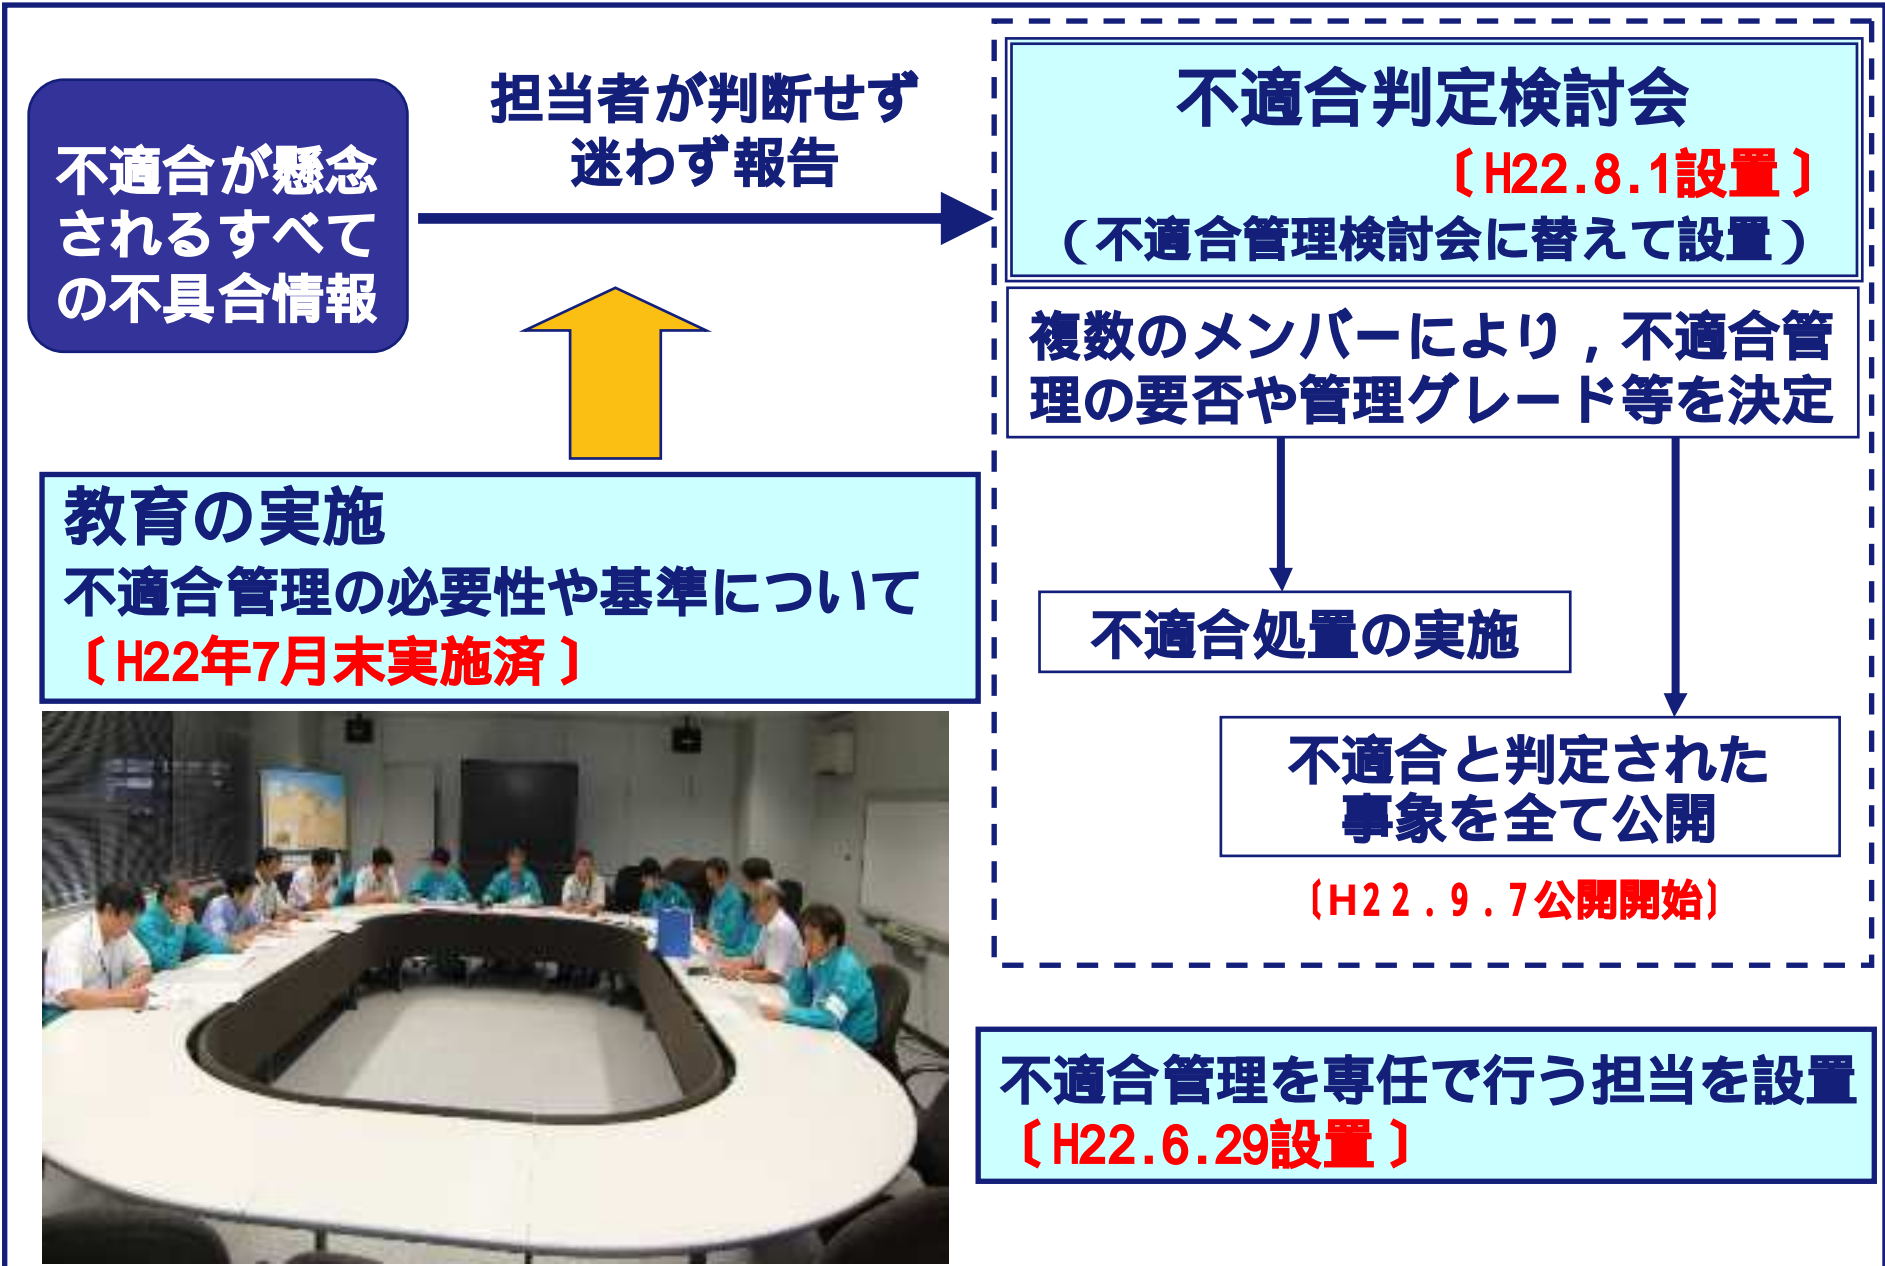 不適合が懸念
されるすべて
の不具合情報
担当者が判断せず
迷わず報告
不適合判定検討会
〔H22.8.1設置〕
（不適合管理検討会に替えて設置）
複数のメンバーにより，不適合管
理の要否や管理グレード等を決定
教育の実施
不適合管理の必要性や基準について
〔H22年7月末実施済〕
不適合処置の実施
不適合と判定された
事象を全て公開
〔H22．9．7公開開始〕
不適合管理を専任で行う担当を設置
〔H22.6.29設置〕